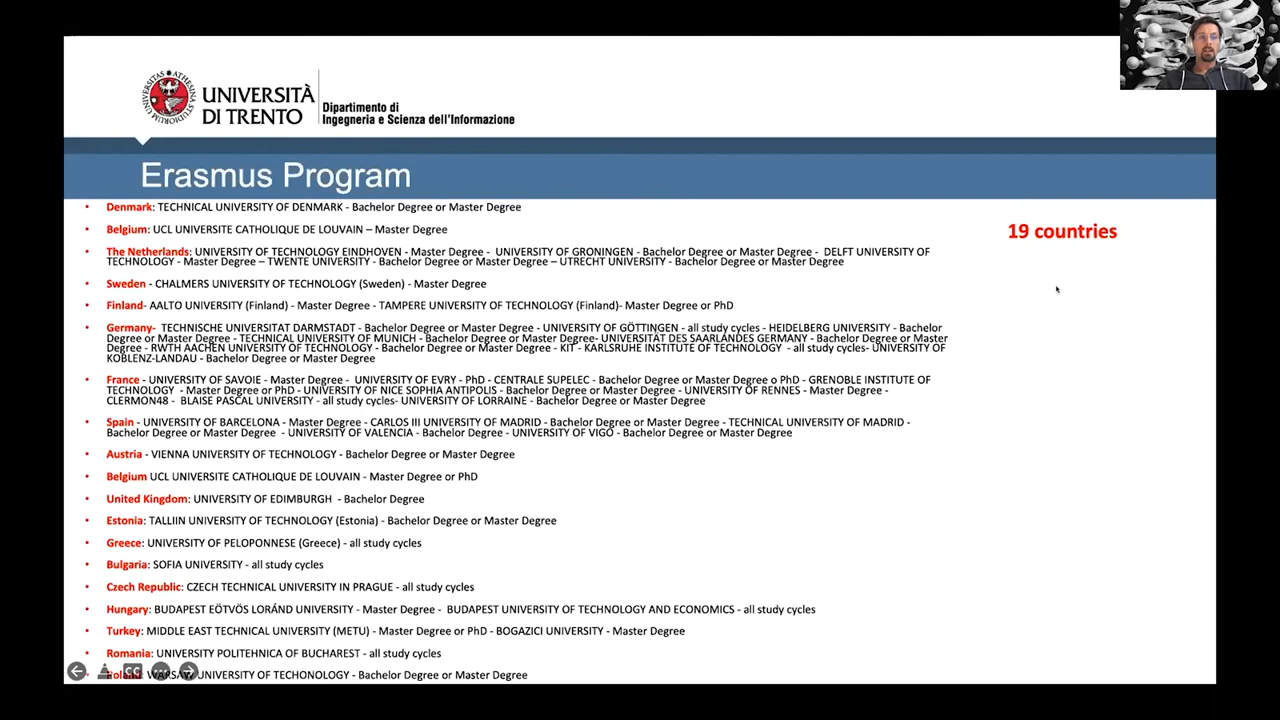 UNIVERSITÀ
DI TRENTO
Dipartimento di
Ingegneria e Scienza dell'Informazione
Erasmus Program
19 countries
• Denmark: TECHNICAL UNIVERSITY OF DENMARK - Bachelor Degree or Master Degree
• Belgium: UCL UNIVERSITE CATHOLIQUE DE LOUVAIN – Master Degree
• The Netherlands: UNIVERSITY OF TECHNOLOGY EINDHOVEN - Master Degree - UNIVERSITY OF GRONINGEN - Bachelor Degree or Master Degree - DELFT UNIVERSITY OF
TECHNOLOGY - Master Degree – TWENTE UNIVERSITY - Bachelor Degree or Master Degree – UTRECHT UNIVERSITY - Bachelor Degree or Master Degree
• Sweden - CHALMERS UNIVERSITY OF TECHNOLOGY (Sweden) - Master Degree
• Finland- AALTO UNIVERSITY (Finland) - Master Degree - TAMPERE UNIVERSITY OF TECHNOLOGY (Finland)- Master Degree or PhD
• Germany- TECHNISCHE UNIVERSITAT DARMSTADT - Bachelor Degree or Master Degree - UNIVERSITY OF GÖTTINGEN - all study cycles - HEIDELBERG UNIVERSITY - Bachelor
Degree or Master Degree - TECHNICAL UNIVERSITY OF MUNICH - Bachelor Degree or Master Degree- UNIVERSITÄT DES SAARLANDES GERMANY - Bachelor Degree or Master
Degree - RWTH AACHEN UNIVERSITY OF TECHNOLOGY - Bachelor Degree or Master Degree - KIT - KARLSRUHE INSTITUTE OF TECHNOLOGY - all study cycles- UNIVERSITY OF
KOBLENZ-LANDAU - Bachelor Degree or Master Degree
• France - UNIVERSITY OF SAVOIE - Master Degree - UNIVERSITY OF EVRY - PhD - CENTRALE SUPELEC - Bachelor Degree or Master Degree o PhD - GRENOBLE INSTITUTE OF
TECHNOLOGY - Master Degree or PhD - UNIVERSITY OF NICE SOPHIA ANTIPOLIS - Bachelor Degree or Master Degree - UNIVERSITY OF RENNES - Master Degree -
CLERMON48 - BLAISE PASCAL UNIVERSITY - all study cycles- UNIVERSITY OF LORRAINE - Bachelor Degree or Master Degree
• Spain - UNIVERSITY OF BARCELONA - Master Degree - CARLOS III UNIVERSITY OF MADRID - Bachelor Degree or Master Degree - TECHNICAL UNIVERSITY OF MADRID -
Bachelor Degree or Master Degree - UNIVERSITY OF VALENCIA - Bachelor Degree - UNIVERSITY OF VIGO - Bachelor Degree or Master Degree
• Austria - VIENNA UNIVERSITY OF TECHNOLOGY - Bachelor Degree or Master Degree
• Belgium UCL UNIVERSITE CATHOLIQUE DE LOUVAIN - Master Degree or PhD
• United Kingdom: UNIVERSITY OF EDIMBURGH - Bachelor Degree
• Estonia: TALLIIN UNIVERSITY OF TECHNOLOGY (Estonia) - Bachelor Degree or Master Degree
• Greece: UNIVERSITY OF PELOPONNESE (Greece) - all study cycles
• Bulgaria: SOFIA UNIVERSITY - all study cycles
• Czech Republic: CZECH TECHNICAL UNIVERSITY IN PRAGUE - all study cycles
• Hungary: BUDAPEST EÖTVÖS LORÁND UNIVERSITY - Master Degree - BUDAPEST UNIVERSITY OF TECHNOLOGY AND ECONOMICS - all study cycles
• Turkey: MIDDLE EAST TECHNICAL UNIVERSITY (METU) - Master Degree or PhD - BOGAZICI UNIVERSITY - Master Degree
• Romania: UNIVERSITY POLITEHNICA OF BUCHAREST - all study cycles
Poland: WARSAW UNIVERSITY OF TECHONOLOGY - Bachelor Degree or Master Degree